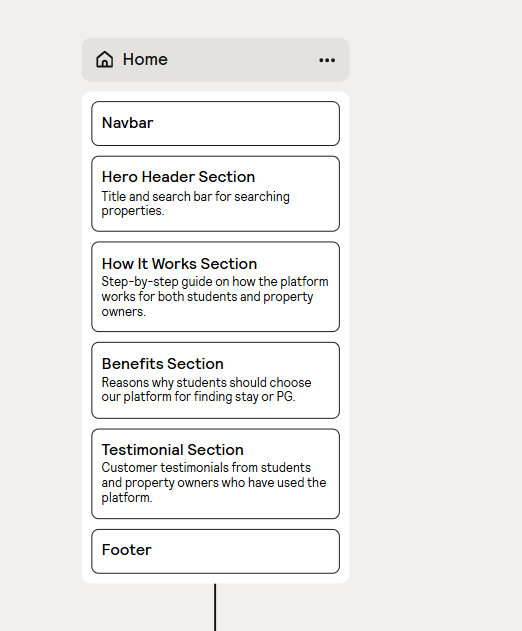 Home
Navbar
Hero Header Section
Title and search bar for searching
properties.
How It Works Section
Step-by-step guide on how the platform
works for both students and property
owners.
Benefits Section
Reasons why students should choose
our platform for finding stay or PG.
Testimonial Section
Customer testimonials from students
and property owners who have used the
platform.
Footer